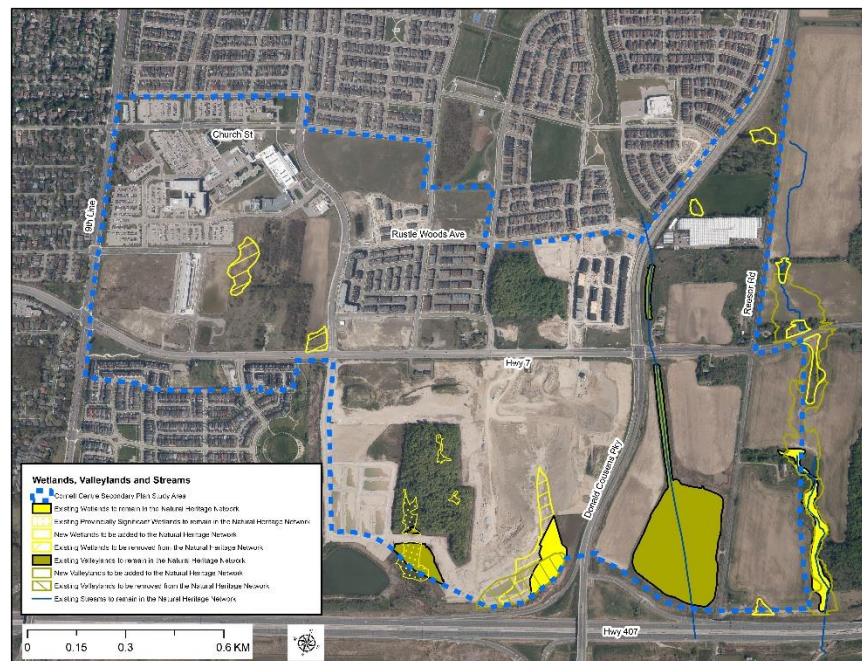 Church St
9th Line
Rustle Woods Ave
Reesor Rd
Hwy 7
Donald Cousens Pky
Wetlands, Valleylands and Streams
Cornell Centre Secondary Plan Study Area
Existing Wetlands to remain in the Natural Heritage Network
Existing Provincially Significant Wetlands to remain in the Natural Heritage Network
New Wetlands to be added to the Natural Heritage Network
Existing Wetlands to be removed from the Natural Heritage Network
Existing Valleylands to remain in the Natural Heritage Network
New Valleylands to be added to the Natural Heritage Network
Existing Valleylands to be removed from the Natural Heritage Network
Existing Streams to remain in the Natural Heritage Network
0 0.15 0.3 0.6 KM
Hwy 407